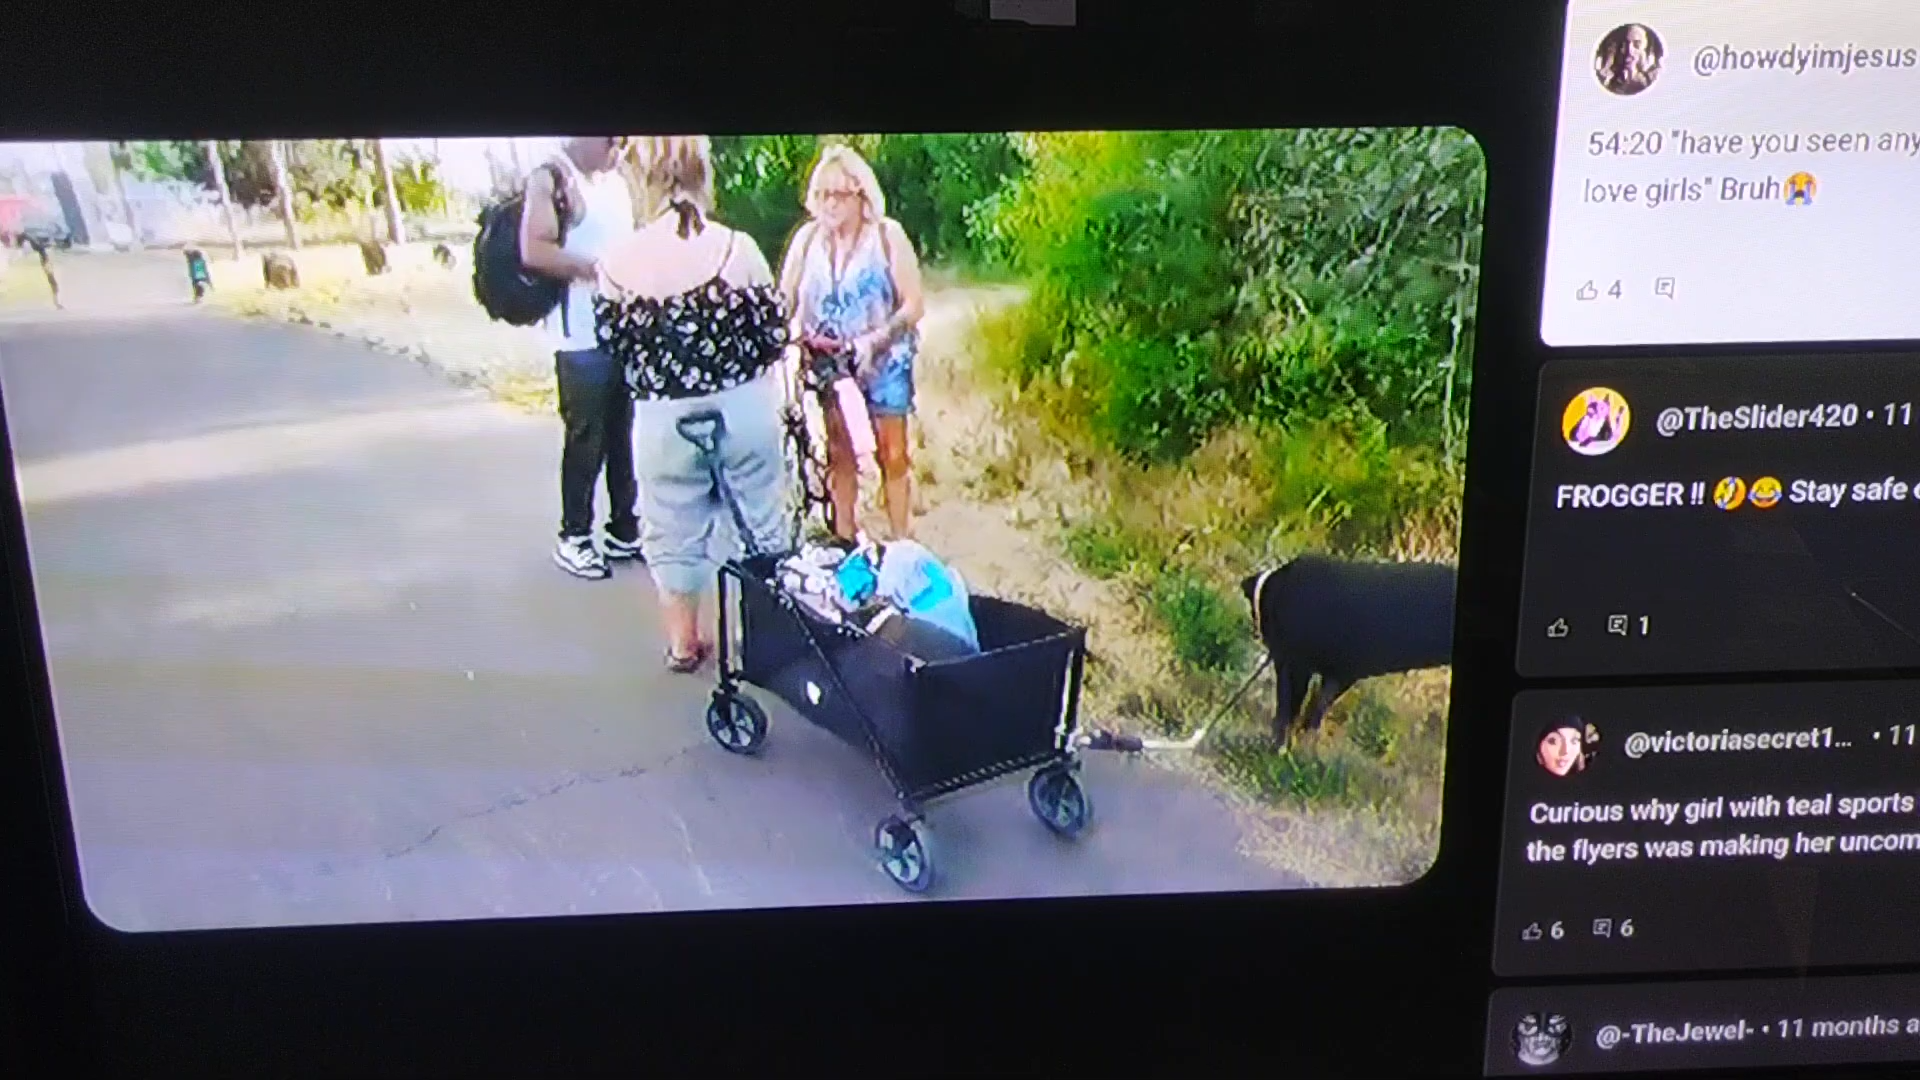 @howdyimjesus
54:20 "have you seen any
love girls" Bruh😭
4
@TheSlider420 • 11
FROGGER !! 🤣😂 Stay safe
1
@victoriasecret1... • 11
Curious why girl with teal sports
the flyers was making her uncom
6 6
@-TheJewel- • 11 months a